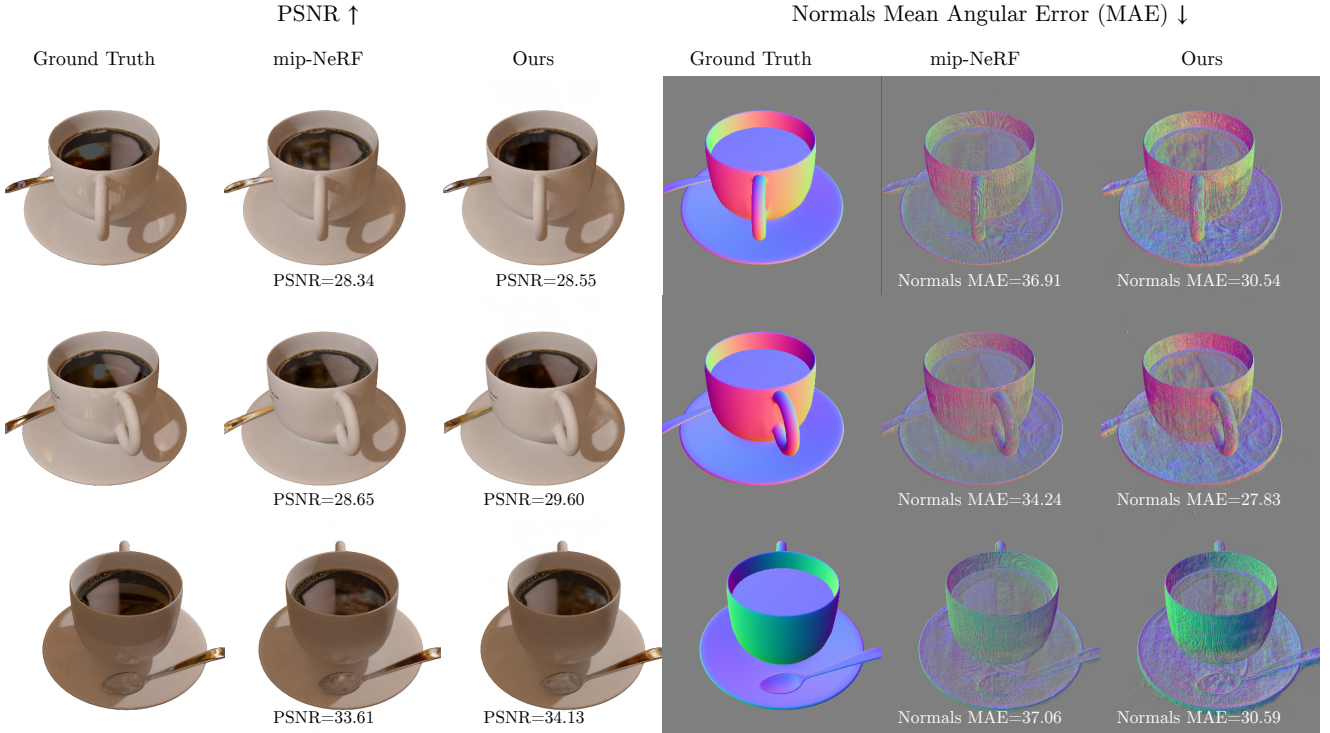 PSNR ↑
Normals Mean Angular Error (MAE) ↓
Ground Truth
mip-NeRF
Ours
Ground Truth
mip-NeRF
Ours
PSNR=28.34
PSNR=28.55
Normals MAE=36.91
Normals MAE=30.54
PSNR=28.65
PSNR=29.60
Normals MAE=34.24
Normals MAE=27.83
PSNR=33.61
PSNR=34.13
Normals MAE=37.06
Normals MAE=30.59